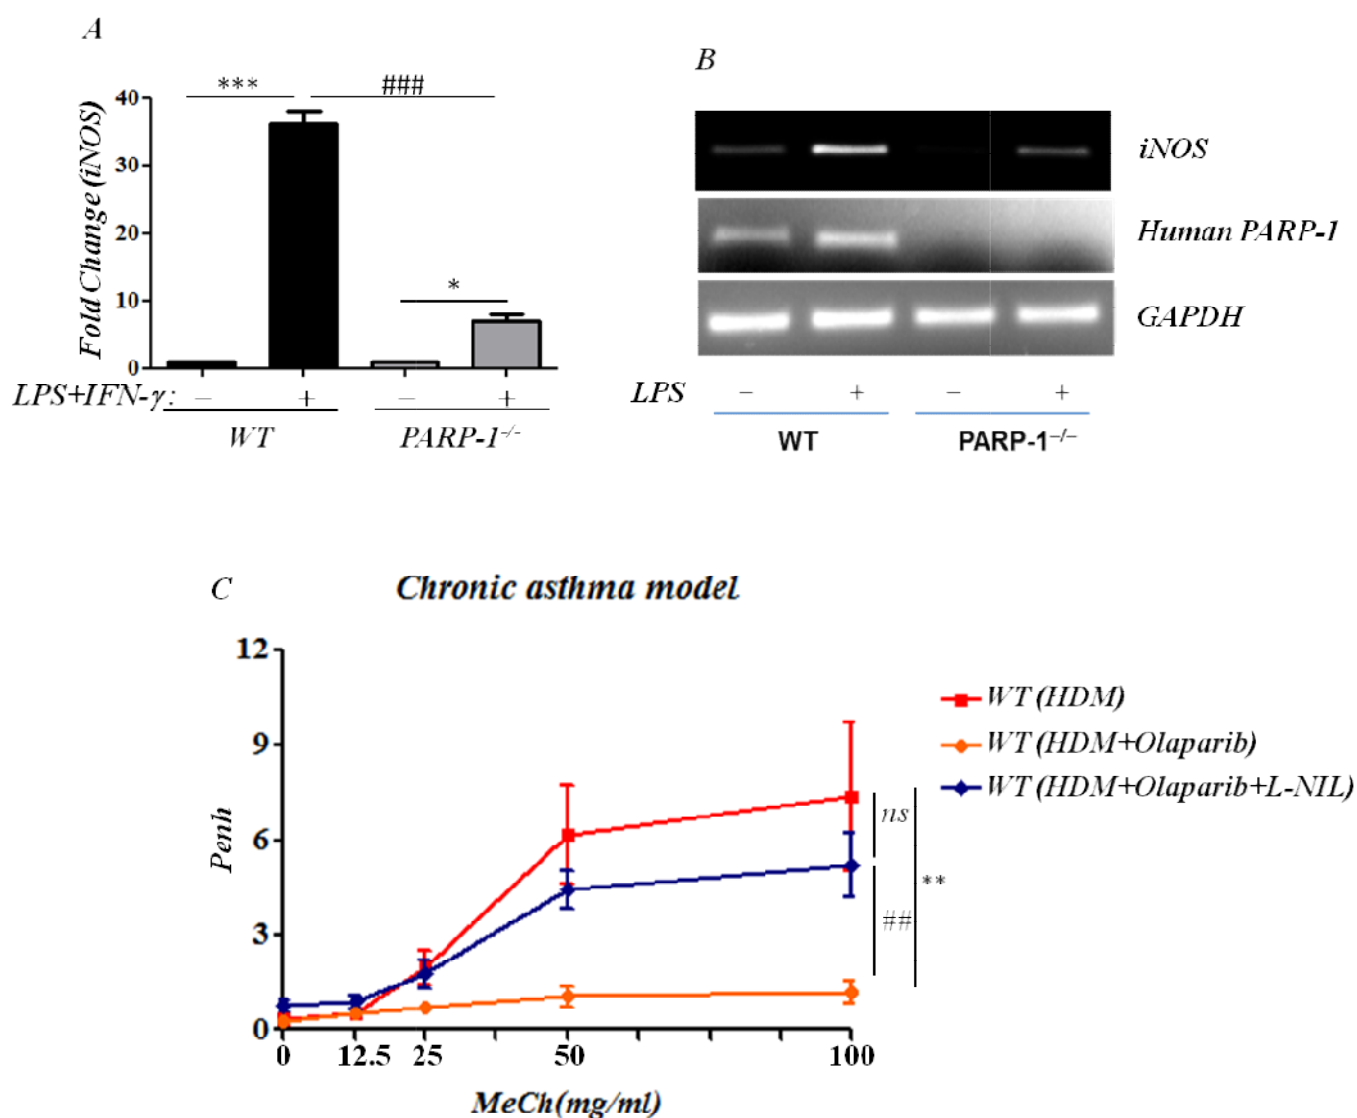 A
***
###
40
30
20
10
0
*
Fold Change (iNOS)
LPS+IFN-γ: − + − +
WT PARP-1-/-
B
iNOS
Human PARP-1
GAPDH
LPS − + − +
WT PARP-1−/−
C Chronic asthma model
12
9
6
3
0
Penh
0 12.5 25 50 100
MeCh(mg/ml)
WT (HDM)
WT (HDM+Olaparib)
WT (HDM+Olaparib+L-NIL)
ns
**
##